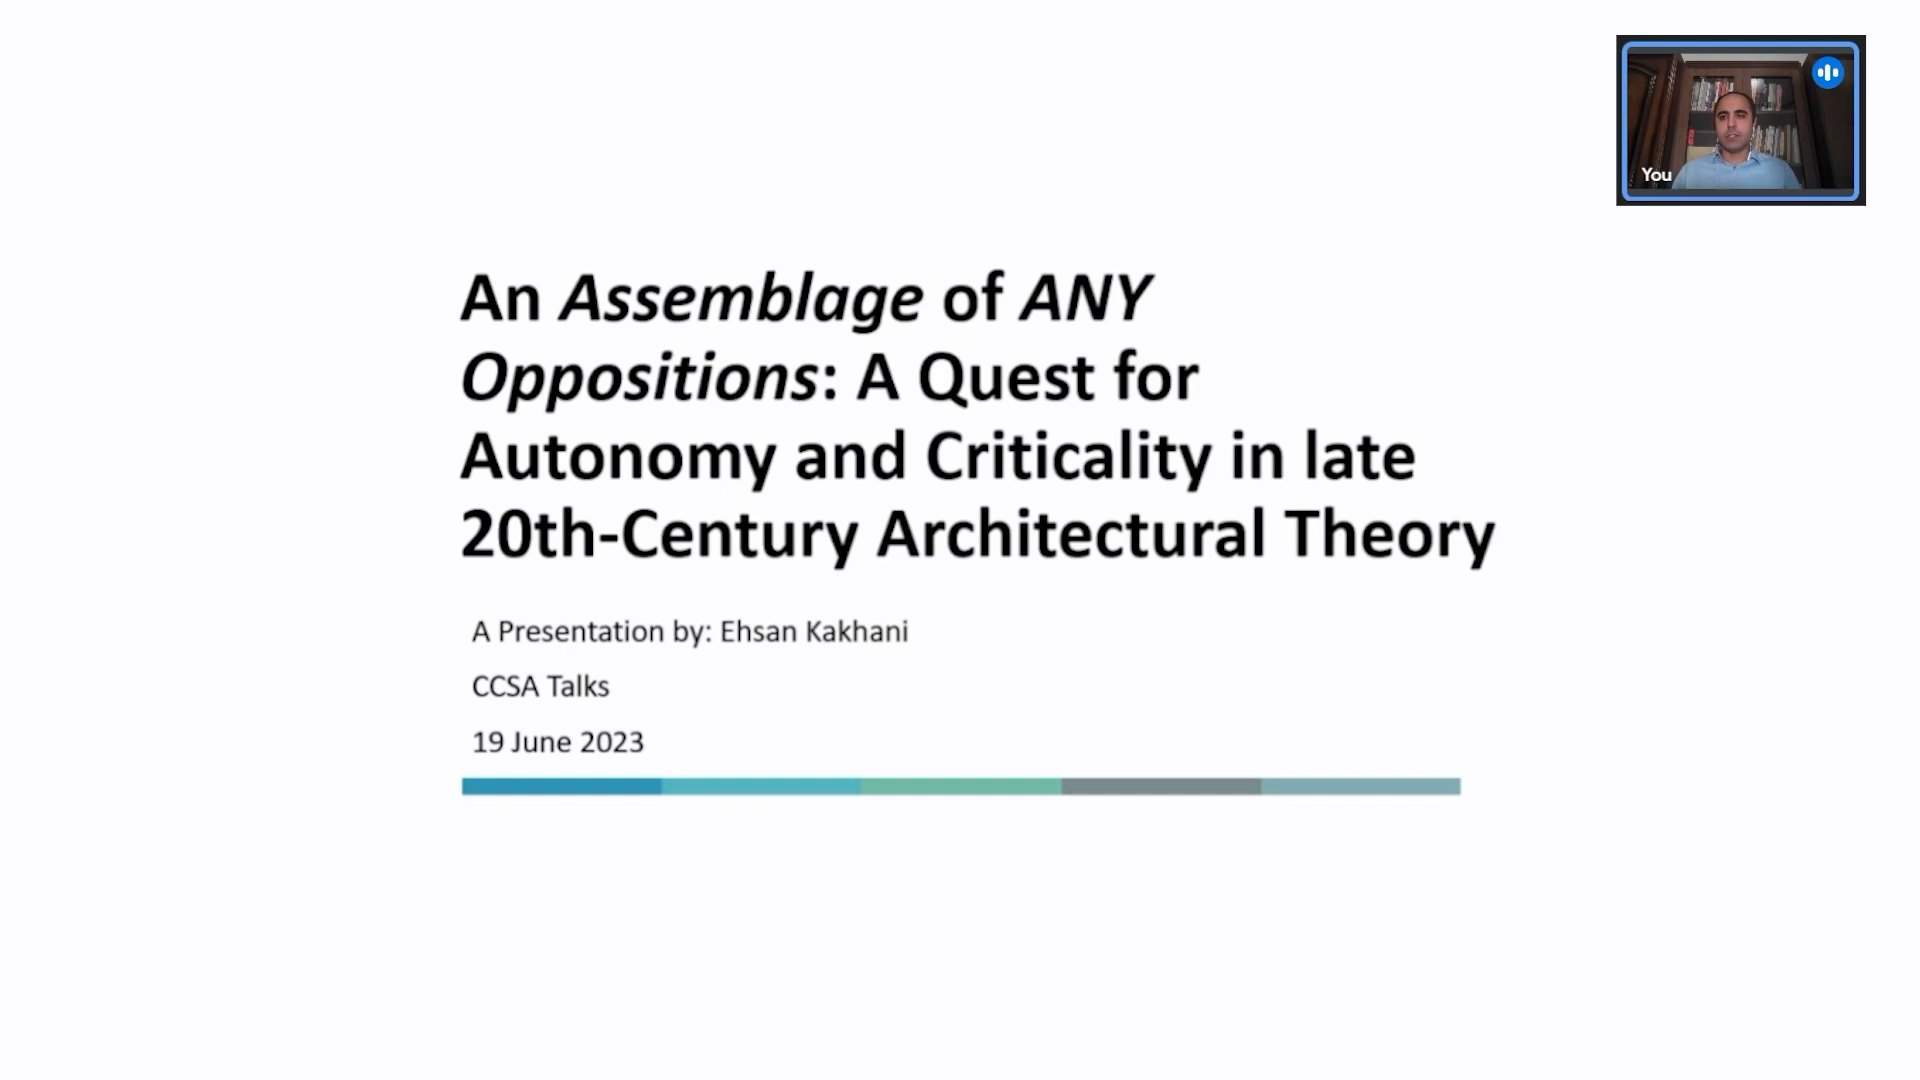 You
An Assemblage of ANY
Oppositions: A Quest for
Autonomy and Criticality in late
20th-Century Architectural Theory
A Presentation by: Ehsan Kakhani
CCSA Talks
19 June 2023